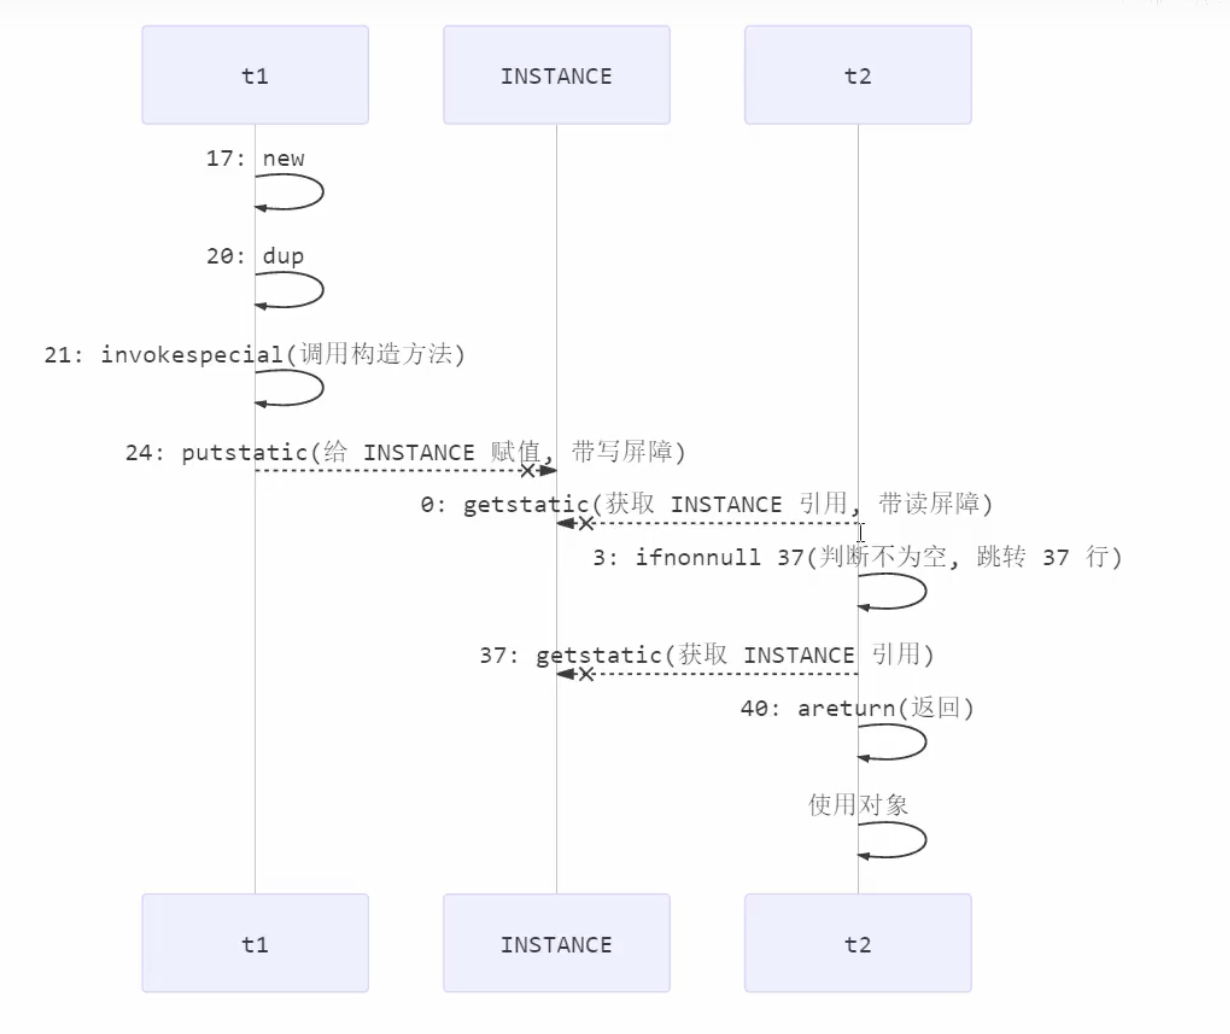 t1
INSTANCE
t2
17: new
20: dup
21: invokespecial(调用构造方法)
24: putstatic(给 INSTANCE 赋值, 带写屏障)
0: getstatic(获取 INSTANCE 引用, 带读屏障)
3: ifnonnull 37(判断不为空, 跳转 37 行)
37: getstatic(获取 INSTANCE 引用)
40: areturn(返回)
使用对象
t1
INSTANCE
t2